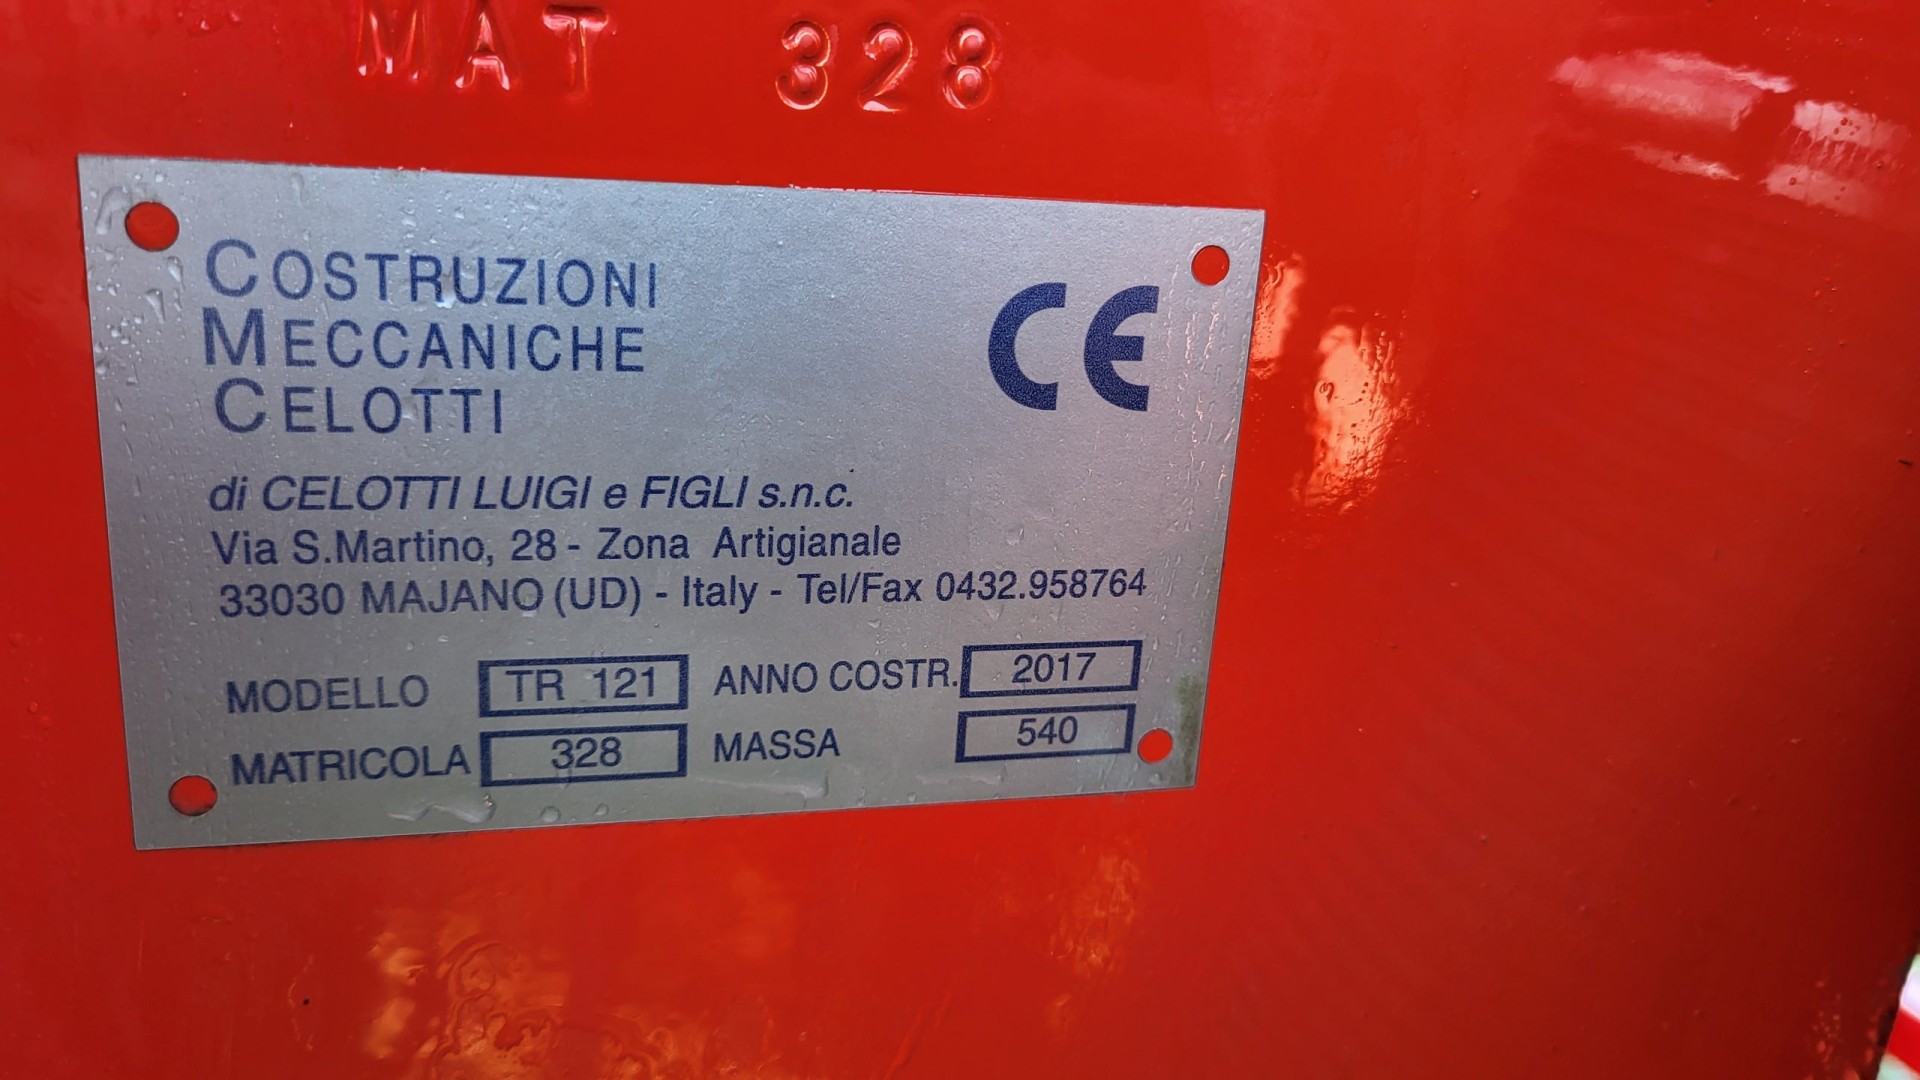 MAT 328
COSTRUZIONI
MECCANICHE
CELOTTI
CE
di CELOTTI LUIGI e FIGLI s.n.c.
Via S.Martino, 28 - Zona Artigianale
33030 MAJANO (UD) - Italy - Tel/Fax 0432.958764
MODELLO TR 121 ANNO COSTR. 2017
MATRICOLA 328 MASSA 540